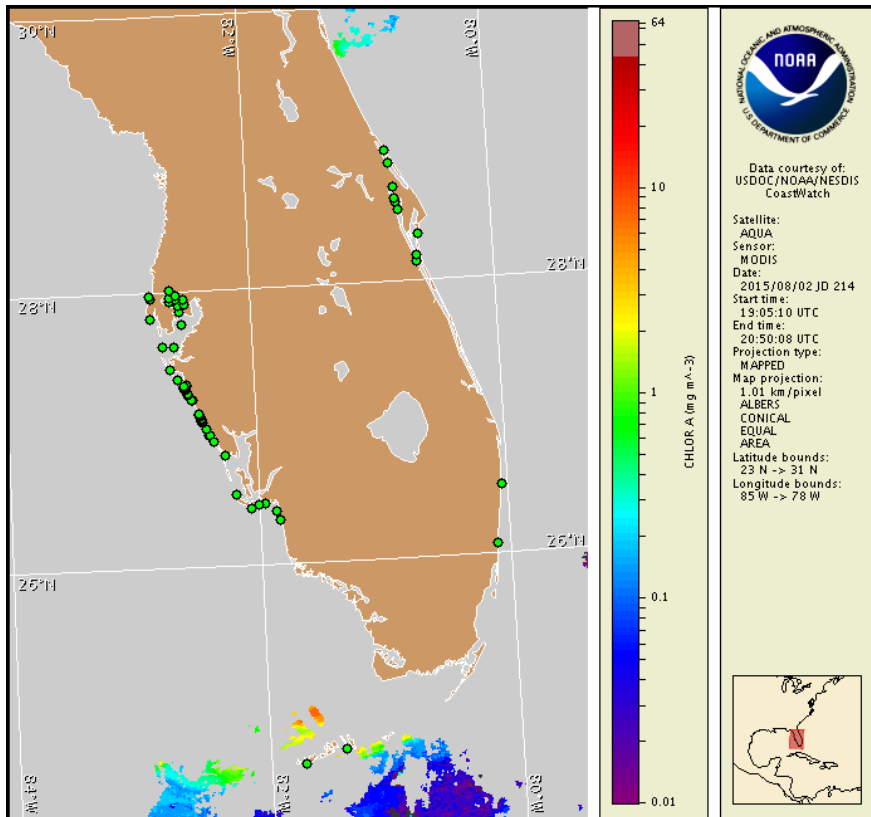 30°N
82°W
80°W
28°N
28°N
26°N
26°N
84°W
82°W
80°W
64
10
1
0.1
0.01
CHLOR A (mg m^-3)
NATIONAL OCEANIC AND ATMOSPHERIC ADMINISTRATION
NOAA
U.S. DEPARTMENT OF COMMERCE
Data courtesy of:
USDOC/NOAA/NESDIS
CoastWatch
Satellite:
AQUA
Sensor:
MODIS
Date:
2015/08/02 JD 214
Start time:
19:05:10 UTC
End time:
20:50:08 UTC
Projection type:
MAPPED
Map projection:
1.01 km/pixel
ALBERS
CONICAL
EQUAL
AREA
Latitude bounds:
23 N -> 31 N
Longitude bounds:
85 W -> 78 W